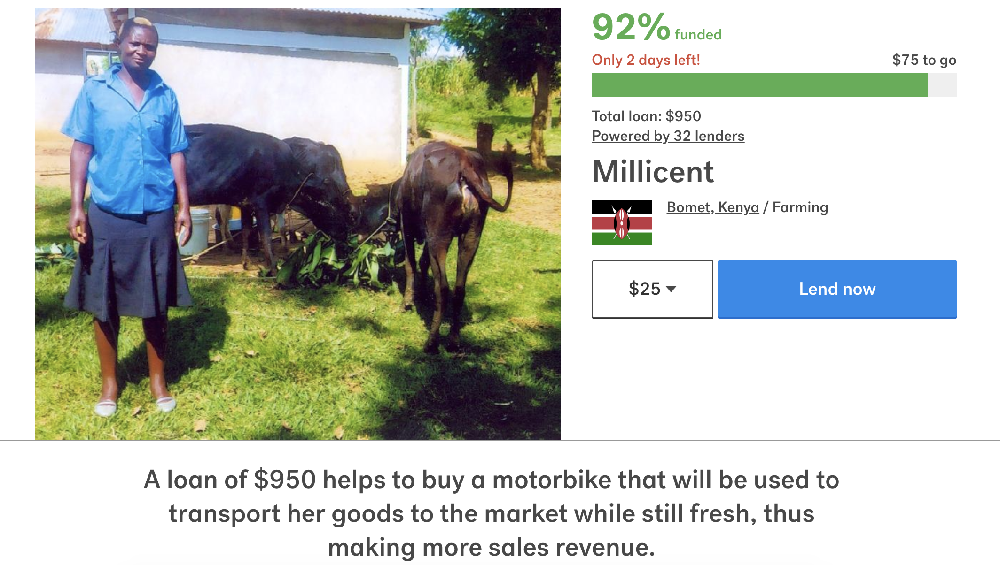 92% funded
Only 2 days left!
$75 to go
Total loan: $950
Powered by 32 lenders
Millicent
Bomet, Kenya / Farming
$25
Lend now
A loan of $950 helps to buy a motorbike that will be used to
transport her goods to the market while still fresh, thus
making more sales revenue.